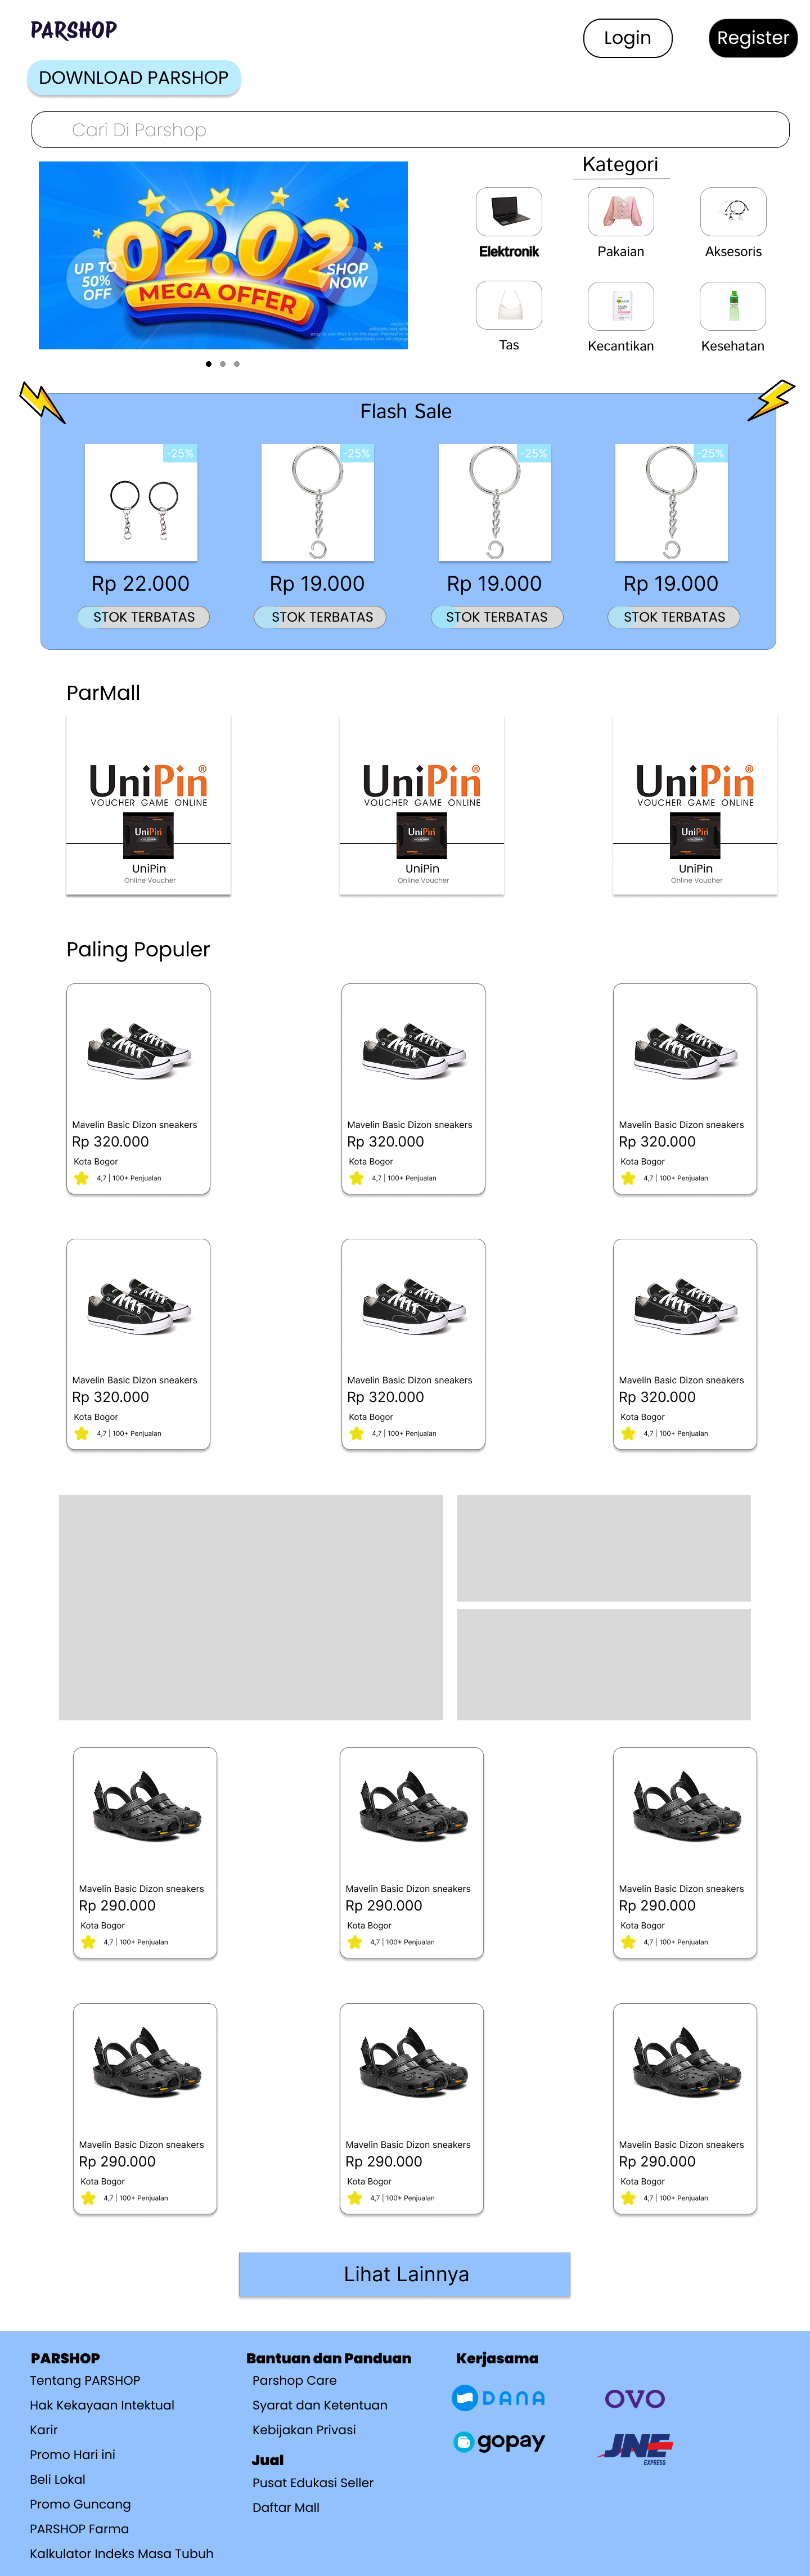 PARSHOP
Login
Register
DOWNLOAD PARSHOP
Cari Di Parshop
02.02
MEGA OFFER
UP TO
50%
OFF
SHOP
NOW
Kategori
Elektronik
Pakaian
Aksesoris
Tas
Kecantikan
Kesehatan
Flash Sale
-25%
-25%
-25%
-25%
Rp 22.000
Rp 19.000
Rp 19.000
Rp 19.000
STOK TERBATAS
STOK TERBATAS
STOK TERBATAS
STOK TERBATAS
ParMall
UniPin®
VOUCHER GAME ONLINE
UniPin
UniPin
Online Voucher
UniPin®
VOUCHER GAME ONLINE
UniPin
UniPin
Online Voucher
UniPin®
VOUCHER GAME ONLINE
UniPin
UniPin
Online Voucher
Paling Populer
Mavelin Basic Dizon sneakers
Rp 320.000
Kota Bogor
4,7 | 100+ Penjualan
Mavelin Basic Dizon sneakers
Rp 320.000
Kota Bogor
4,7 | 100+ Penjualan
Mavelin Basic Dizon sneakers
Rp 320.000
Kota Bogor
4,7 | 100+ Penjualan
Mavelin Basic Dizon sneakers
Rp 320.000
Kota Bogor
4,7 | 100+ Penjualan
Mavelin Basic Dizon sneakers
Rp 320.000
Kota Bogor
4,7 | 100+ Penjualan
Mavelin Basic Dizon sneakers
Rp 320.000
Kota Bogor
4,7 | 100+ Penjualan
Mavelin Basic Dizon sneakers
Rp 290.000
Kota Bogor
4,7 | 100+ Penjualan
Mavelin Basic Dizon sneakers
Rp 290.000
Kota Bogor
4,7 | 100+ Penjualan
Mavelin Basic Dizon sneakers
Rp 290.000
Kota Bogor
4,7 | 100+ Penjualan
Mavelin Basic Dizon sneakers
Rp 290.000
Kota Bogor
4,7 | 100+ Penjualan
Mavelin Basic Dizon sneakers
Rp 290.000
Kota Bogor
4,7 | 100+ Penjualan
Mavelin Basic Dizon sneakers
Rp 290.000
Kota Bogor
4,7 | 100+ Penjualan
Lihat Lainnya
PARSHOP
Tentang PARSHOP
Hak Kekayaan Intektual
Karir
Promo Hari ini
Beli Lokal
Promo Guncang
PARSHOP Farma
Kalkulator Indeks Masa Tubuh
Bantuan dan Panduan
Parshop Care
Syarat dan Ketentuan
Kebijakan Privasi
Jual
Pusat Edukasi Seller
Daftar Mall
Kerjasama
DANA
OVO
gopay
JNE
EXPRESS